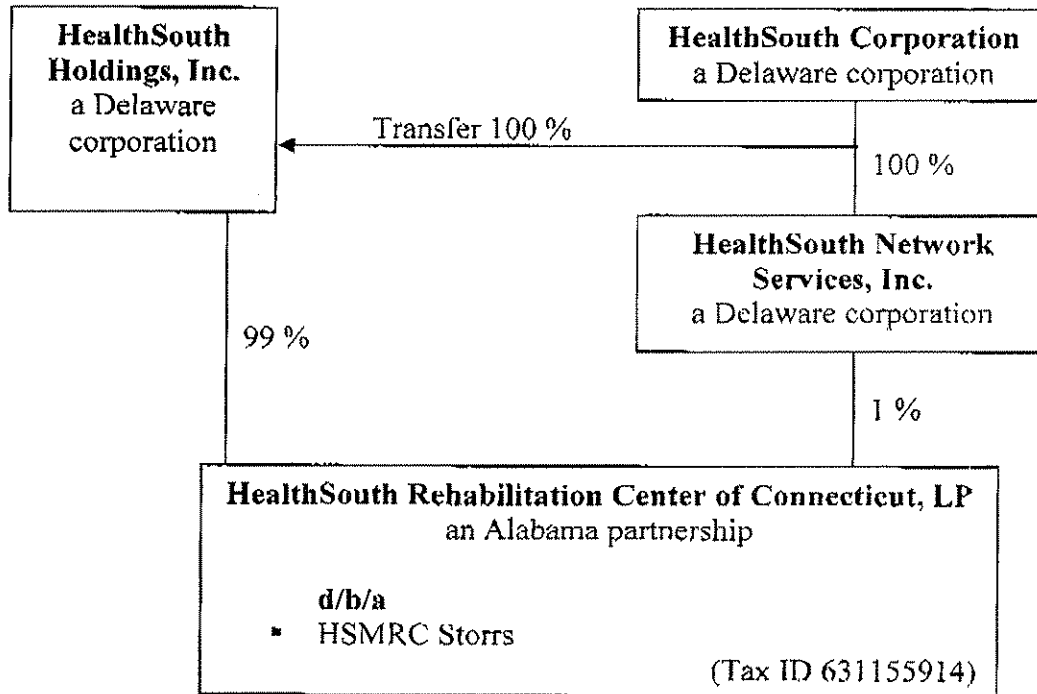 HealthSouth
Holdings, Inc.
a Delaware
corporation
HealthSouth Corporation
a Delaware corporation
Transfer 100 %
100 %
HealthSouth Network
Services, Inc.
a Delaware corporation
99 %
1 %
HealthSouth Rehabilitation Center of Connecticut, LP
an Alabama partnership
d/b/a
▪ HSMRC Storrs
(Tax ID 631155914)